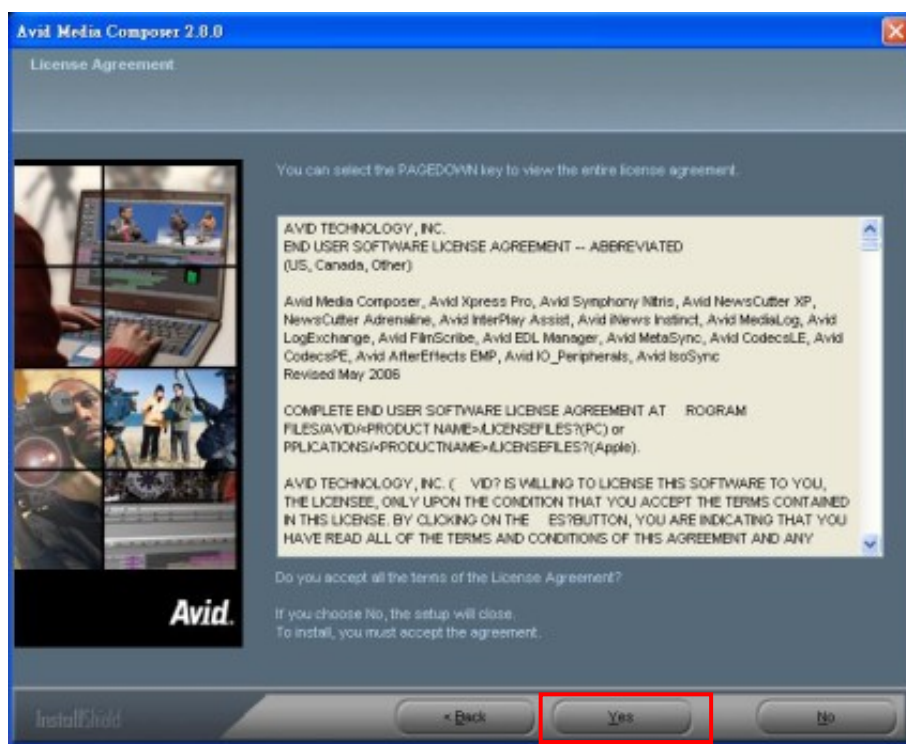 Avid Media Composer 2.8.0
License Agreement
You can select the PAGEDOWN key to view the entire license agreement.
AVID TECHNOLOGY, INC.
END USER SOFTWARE LICENSE AGREEMENT -- ABBREVIATED
(US, Canada, Other)
Avid Media Composer, Avid Xpress Pro, Avid Symphony Nitris, Avid NewsCutter XP,
NewsCutter Adrenaline, Avid InterPlay Assist, Avid iNews Instinct, Avid MediaLog, Avid
LogExchange, Avid FilmScribe, Avid EDL Manager, Avid MetaSync, Avid CodecsLE, Avid
CodecsPE, Avid AfterEffects EMP, Avid IO_Peripherals, Avid IsoSync
Revised May 2006
COMPLETE END USER SOFTWARE LICENSE AGREEMENT AT ROGRAM
FILES/AVID/<PRODUCT NAME>/LICENSEFILES?(PC) or
PPLICATIONS/<PRODUCTNAME>/LICENSEFILES?(Apple).
AVID TECHNOLOGY, INC. ( VID? IS WILLING TO LICENSE THIS SOFTWARE TO YOU,
THE LICENSEE, ONLY UPON THE CONDITION THAT YOU ACCEPT THE TERMS CONTAINED
IN THIS LICENSE. BY CLICKING ON THE ES?BUTTON, YOU ARE INDICATING THAT YOU
HAVE READ ALL OF THE TERMS AND CONDITIONS OF THIS AGREEMENT AND ANY
Do you accept all the terms of the License Agreement?
If you choose No, the setup will close.
To install, you must accept the agreement.
Avid.
InstallShield
< Back
Yes
No